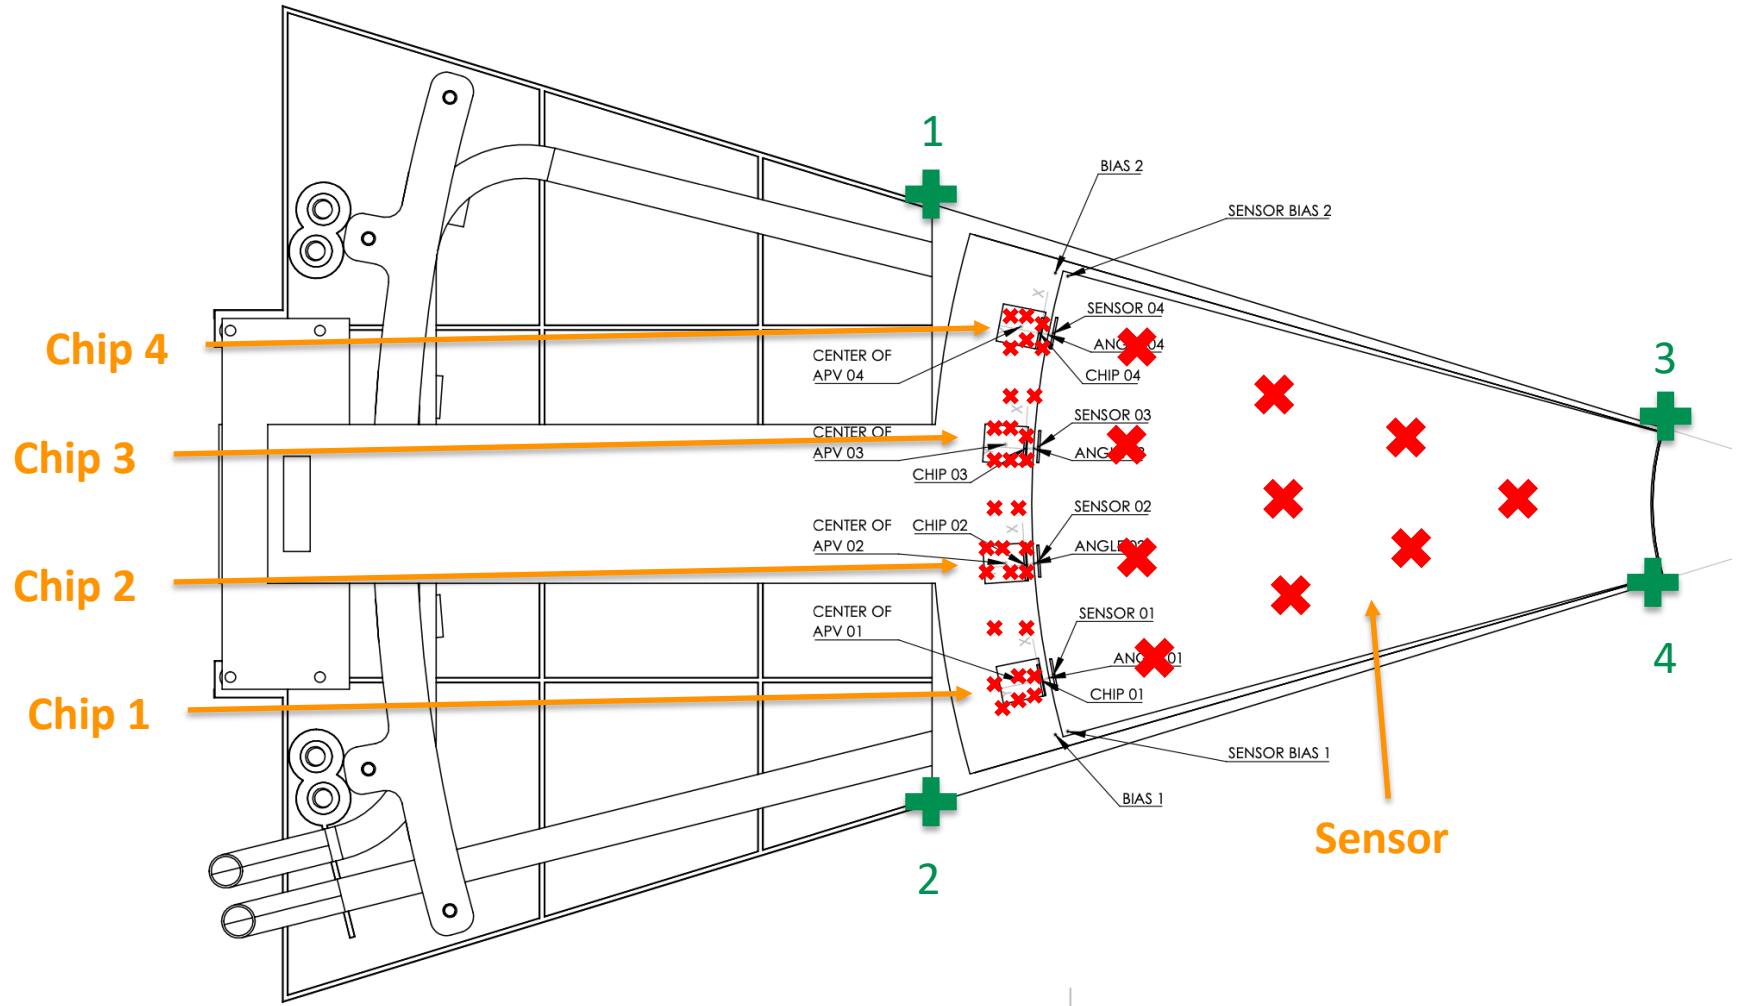 1
BIAS 2
SENSOR BIAS 2
X
SENSOR 04
Chip 4
CENTER OF
APV 04
CHIP 04
3
X
SENSOR 03
CENTER OF
APV 03
Chip 3
CHIP 03
SENSOR 02
CENTER OF
APV 02
CHIP 02
X
Chip 2
SENSOR 01
CENTER OF
APV 01
X
4
CHIP 01
Chip 1
SENSOR BIAS 1
BIAS 1
Sensor
2